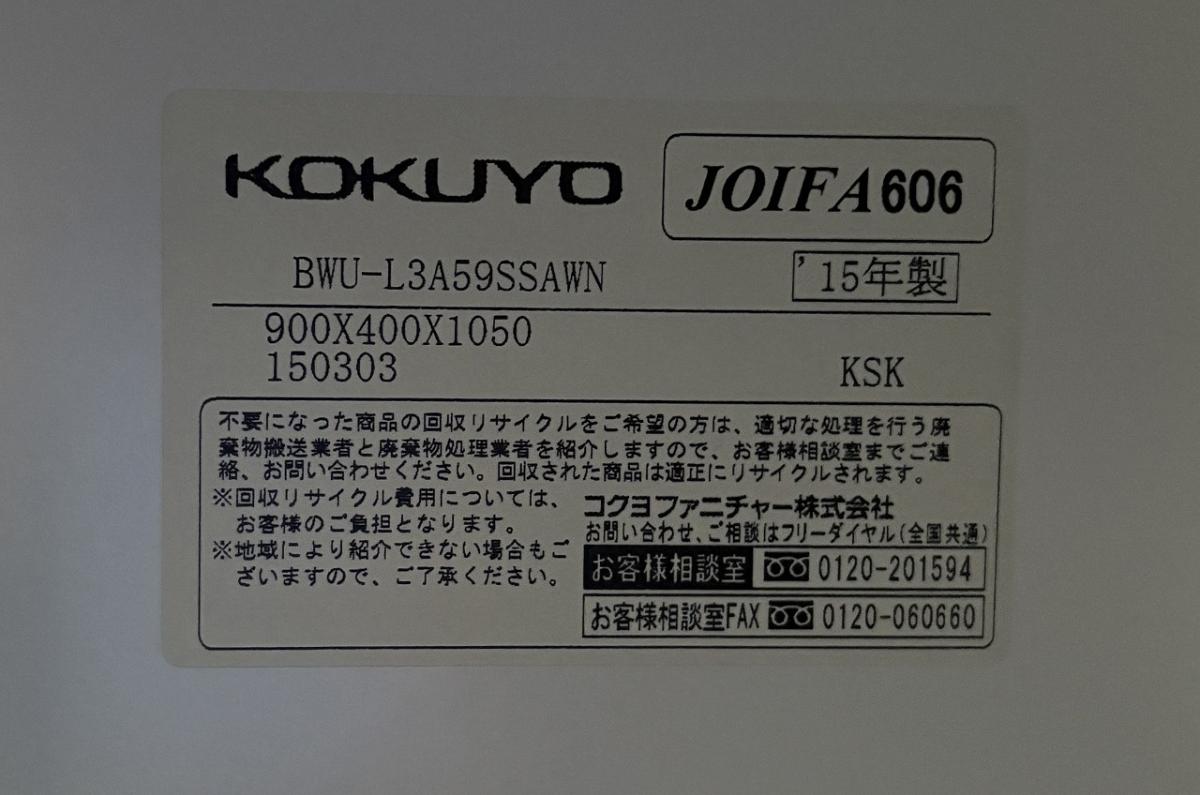 KOKUYO
JOIFA606
BWU-L3A59SSAWN
'15年製
900X400X1050
150303
KSK
不要になった商品の回収リサイクルをご希望の方は、適切な処理を行う廃
棄物搬送業者と廃棄物処理業者を紹介しますので、お客様相談室までご連
絡、お問い合わせください。回収された商品は適正にリサイクルされます。
※回収リサイクル費用については、
お客様のご負担となります。
※地域により紹介できない場合もご
ざいますので、ご了承ください。
コクヨファニチャー株式会社
お問い合わせ、ご相談はフリーダイヤル(全国共通)
お客様相談室 0120-201594
お客様相談室FAX 0120-060660